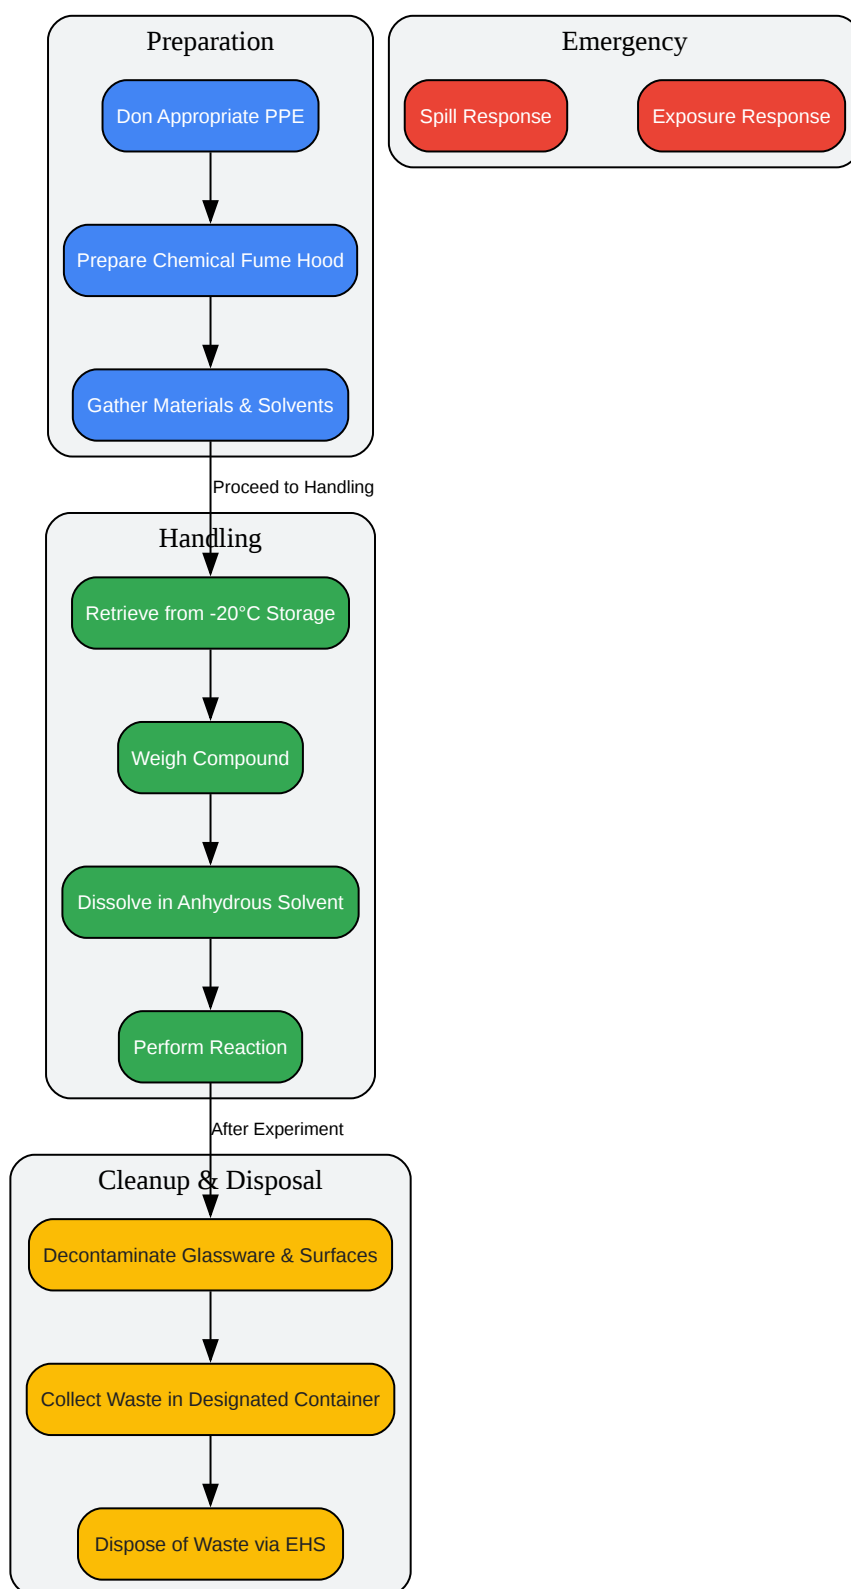 Preparation
Don Appropriate PPE
Prepare Chemical Fume Hood
Gather Materials & Solvents
Emergency
Spill Response
Exposure Response
Proceed to Handling
Handling
Retrieve from -20°C Storage
Weigh Compound
Dissolve in Anhydrous Solvent
Perform Reaction
After Experiment
Cleanup & Disposal
Decontaminate Glassware & Surfaces
Collect Waste in Designated Container
Dispose of Waste via EHS